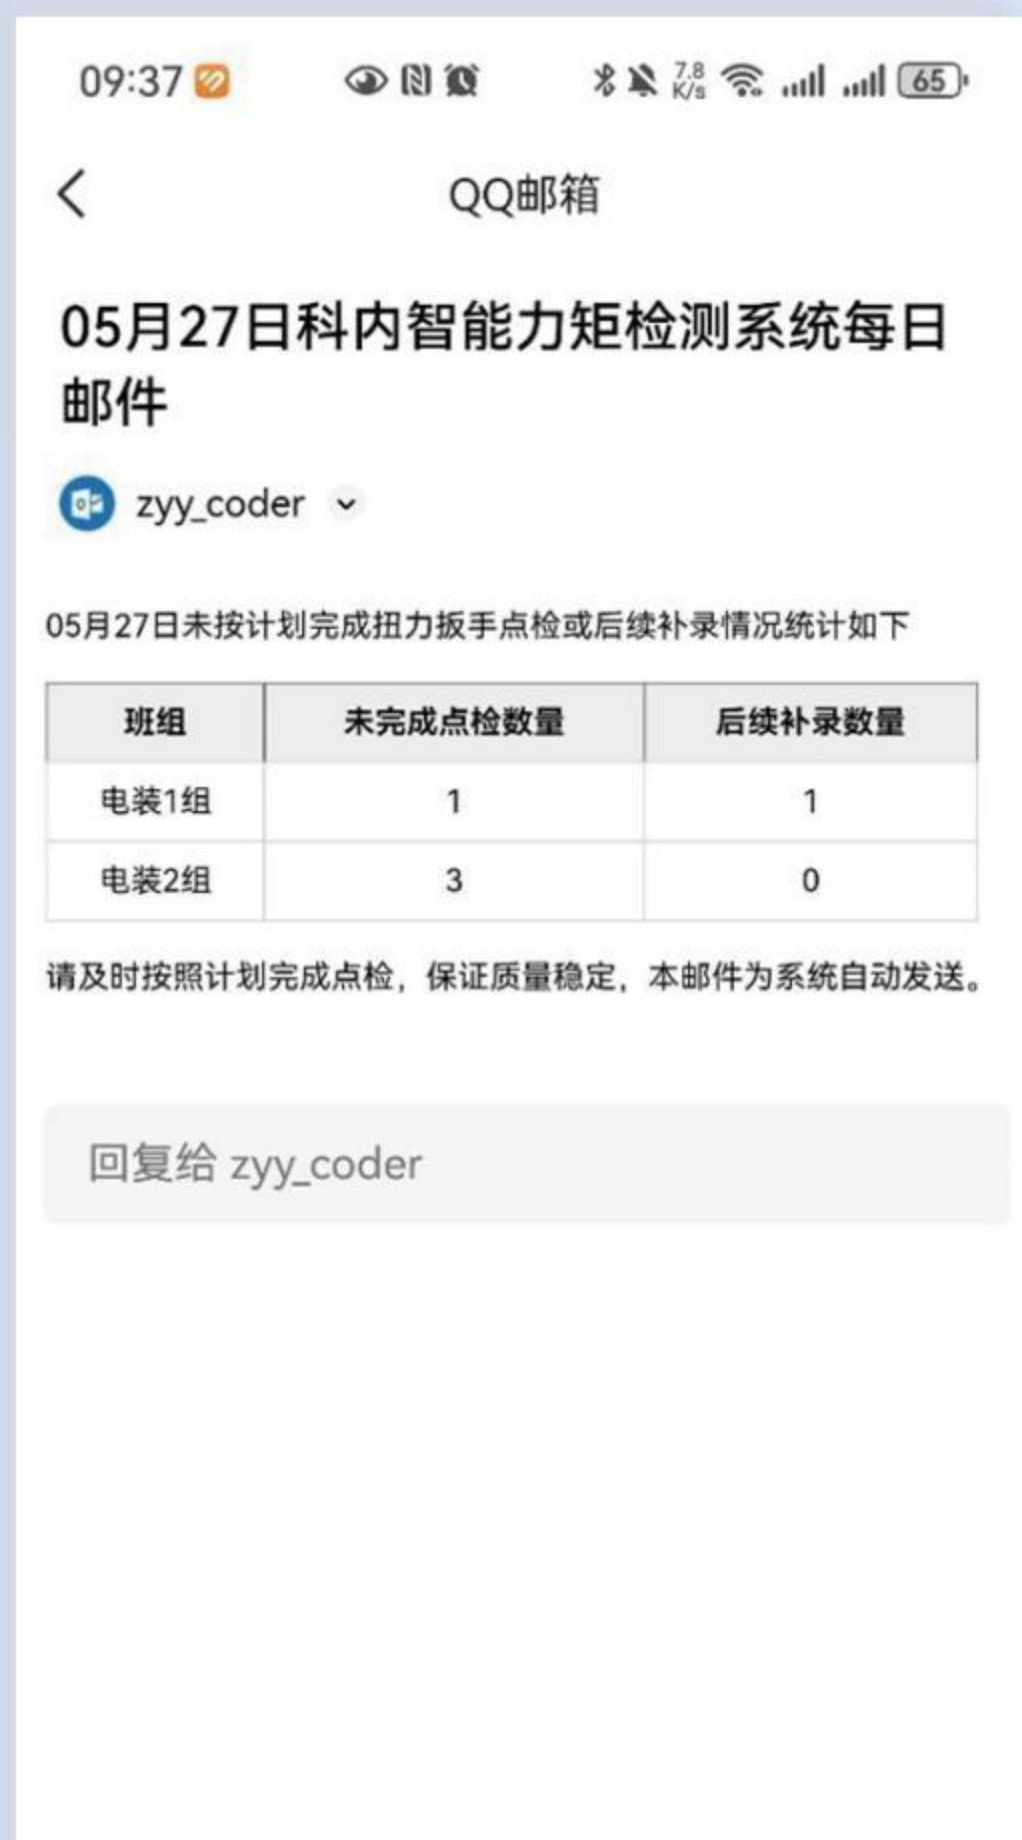 09:37
7.8
K/s
65
QQ邮箱
05月27日科内智能力矩检测系统每日
邮件
zyy_coder
05月27日未按计划完成扭力扳手点检或后续补录情况统计如下
班组 未完成点检数量 后续补录数量
电装1组 1 1
电装2组 3 0
请及时按照计划完成点检，保证质量稳定，本邮件为系统自动发送。
回复给 zyy_coder